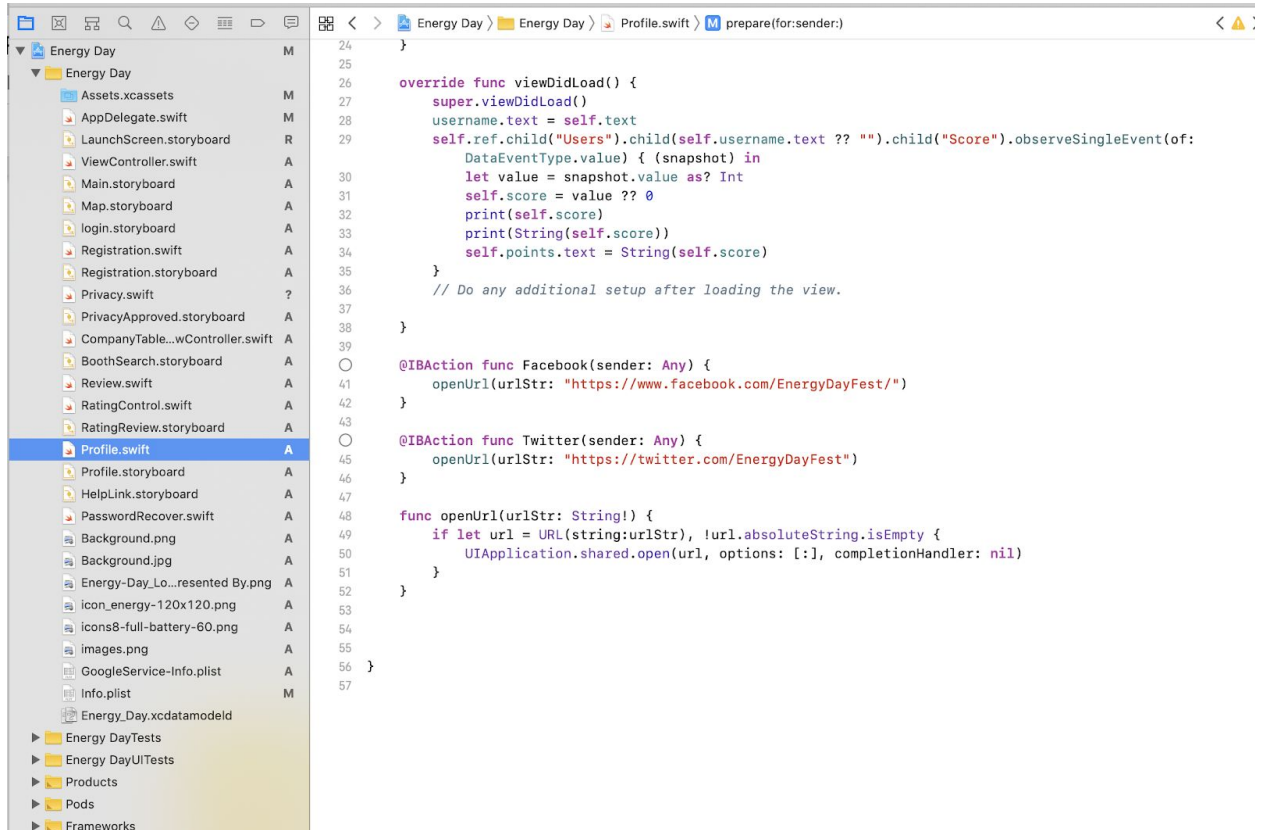 Energy Day › Energy Day › Profile.swift › M prepare(for:sender:)
Energy Day M
Energy Day
Assets.xcassets M
AppDelegate.swift M
LaunchScreen.storyboard R
ViewController.swift A
Main.storyboard A
Map.storyboard A
login.storyboard A
Registration.swift A
Registration.storyboard A
Privacy.swift ?
PrivacyApproved.storyboard A
CompanyTable...wController.swift A
BoothSearch.storyboard A
Review.swift A
RatingControl.swift A
RatingReview.storyboard A
Profile.swift A
Profile.storyboard A
HelpLink.storyboard A
PasswordRecover.swift A
Background.png A
Background.jpg A
Energy-Day_Lo...resented By.png A
icon_energy-120x120.png A
icons8-full-battery-60.png A
images.png A
GoogleService-Info.plist A
Info.plist M
Energy_Day.xcdatamodeld
Energy DayTests
Energy DayUITests
Products
Pods
Frameworks
24 }
25
26 override func viewDidLoad() {
27 super.viewDidLoad()
28 username.text = self.text
29 self.ref.child("Users").child(self.username.text ?? "").child("Score").observeSingleEvent(of:
DataEventType.value) { (snapshot) in
30 let value = snapshot.value as? Int
31 self.score = value ?? 0
32 print(self.score)
33 print(String(self.score))
34 self.points.text = String(self.score)
35 }
36 // Do any additional setup after loading the view.
37
38 }
39
@IBAction func Facebook(sender: Any) {
41 openUrl(urlStr: "https://www.facebook.com/EnergyDayFest/")
42 }
43
@IBAction func Twitter(sender: Any) {
45 openUrl(urlStr: "https://twitter.com/EnergyDayFest")
46 }
47
48 func openUrl(urlStr: String!) {
49 if let url = URL(string:urlStr), !url.absoluteString.isEmpty {
50 UIApplication.shared.open(url, options: [:], completionHandler: nil)
51 }
52 }
53
54
55
56 }
57